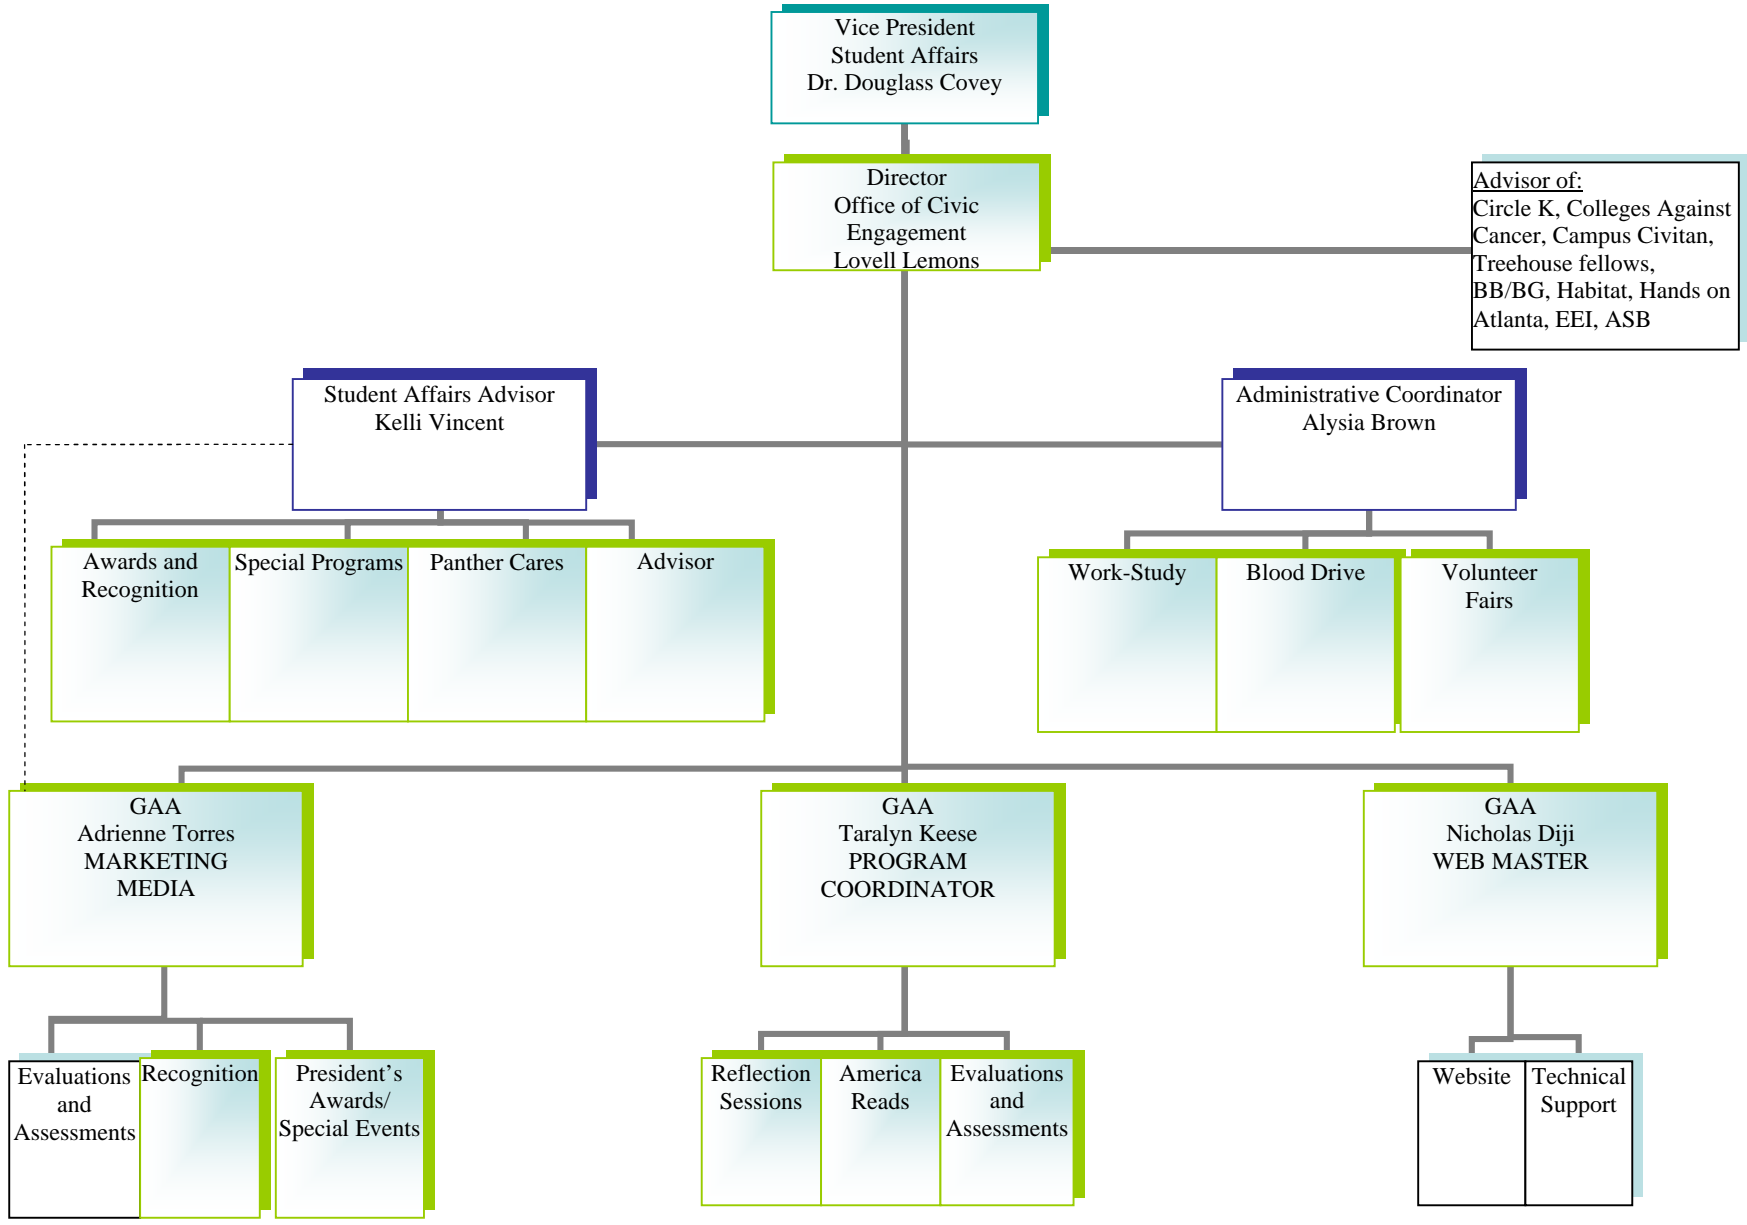 Vice President
Student Affairs
Dr. Douglass Covey
Director
Office of Civic
Engagement
Lovell Lemons
Advisor of:
Circle K, Colleges Against
Cancer, Campus Civitan,
Treehouse fellows,
BB/BG, Habitat, Hands on
Atlanta, EEI, ASB
Student Affairs Advisor
Kelli Vincent
Administrative Coordinator
Alysia Brown
Awards and
Recognition
Special Programs
Panther Cares
Advisor
Work-Study
Blood Drive
Volunteer
Fairs
GAA
Adrienne Torres
MARKETING
MEDIA
GAA
Taralyn Keese
PROGRAM
COORDINATOR
GAA
Nicholas Diji
WEB MASTER
Evaluations
and
Assessments
Recognition
President’s
Awards/
Special Events
Reflection
Sessions
America
Reads
Evaluations
and
Assessments
Website
Technical
Support